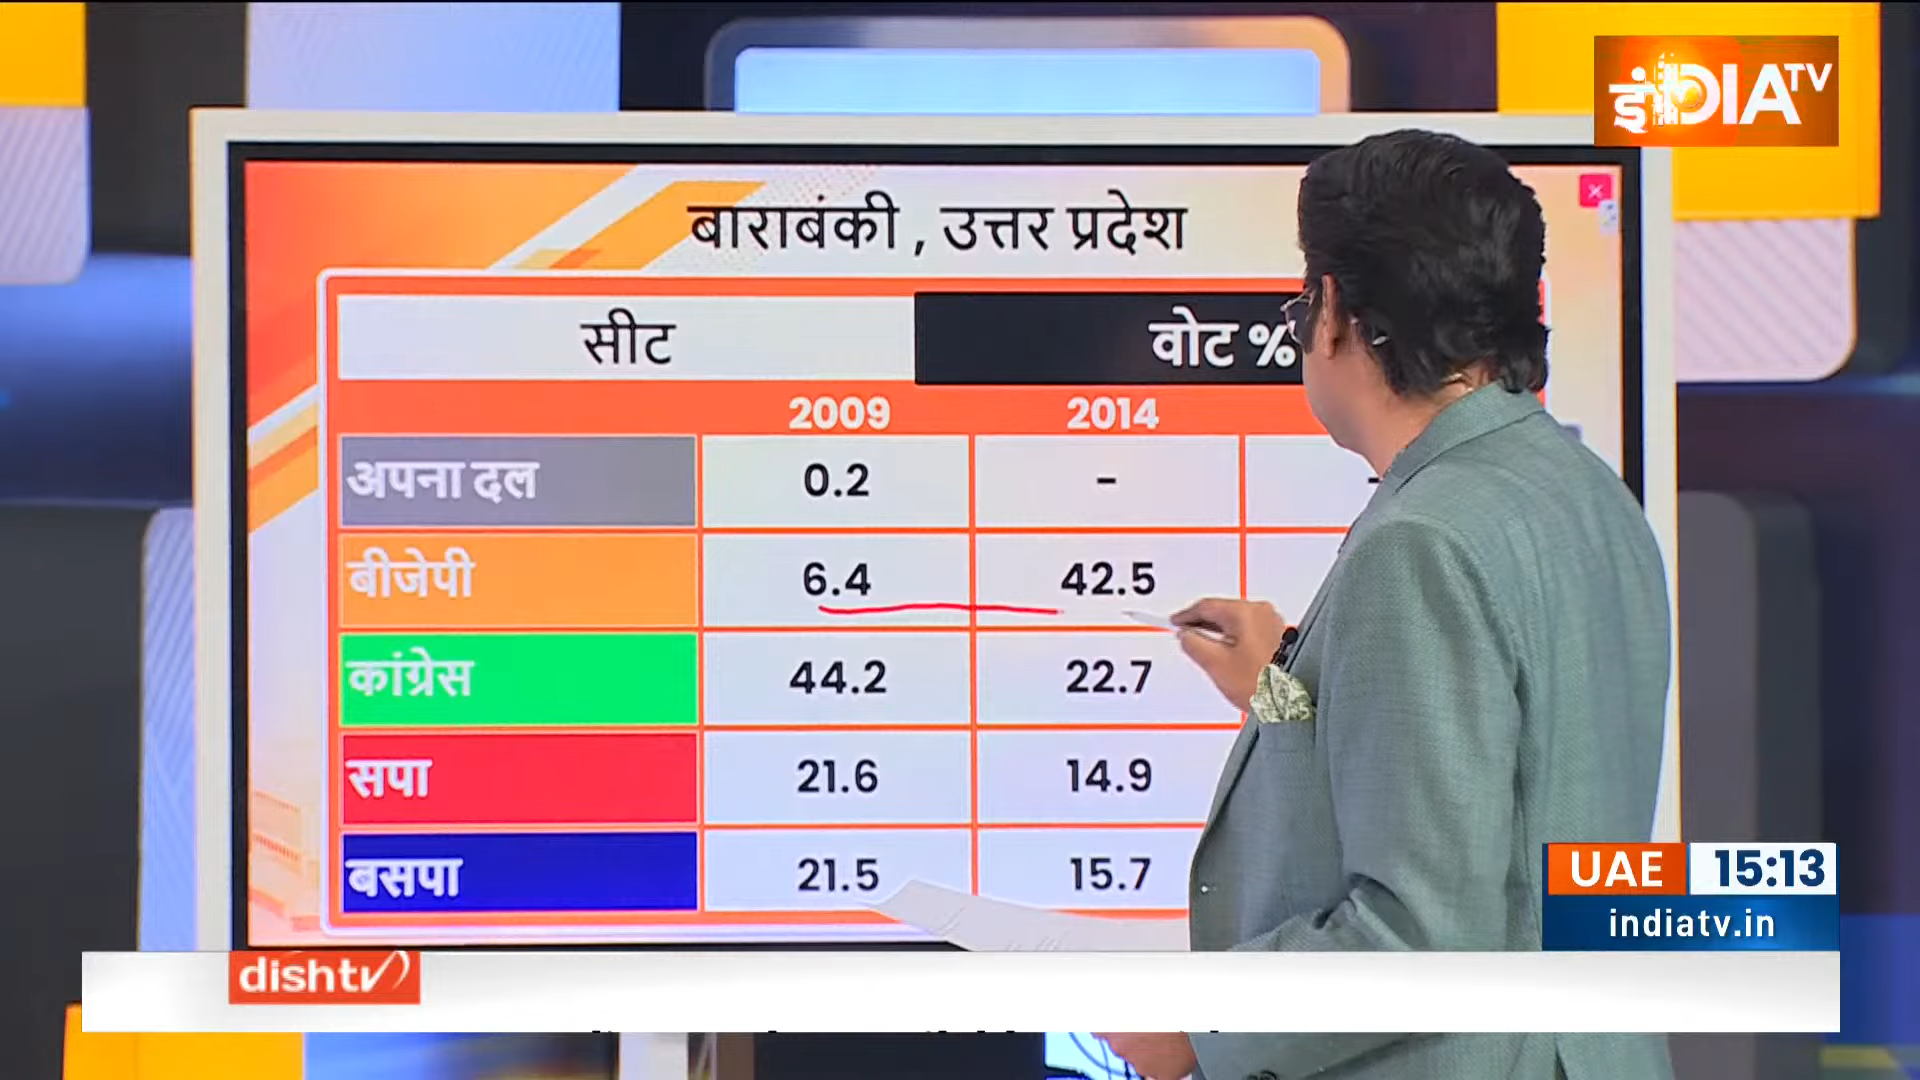 इंDIA TV
बाराबंकी , उत्तर प्रदेश
सीट वोट %
2009 2014
अपना दल 0.2 - -
बीजेपी 6.4 42.5
कांग्रेस 44.2 22.7
सपा 21.6 14.9
बसपा 21.5 15.7
UAE 15:13
indiatv.in
dishtv